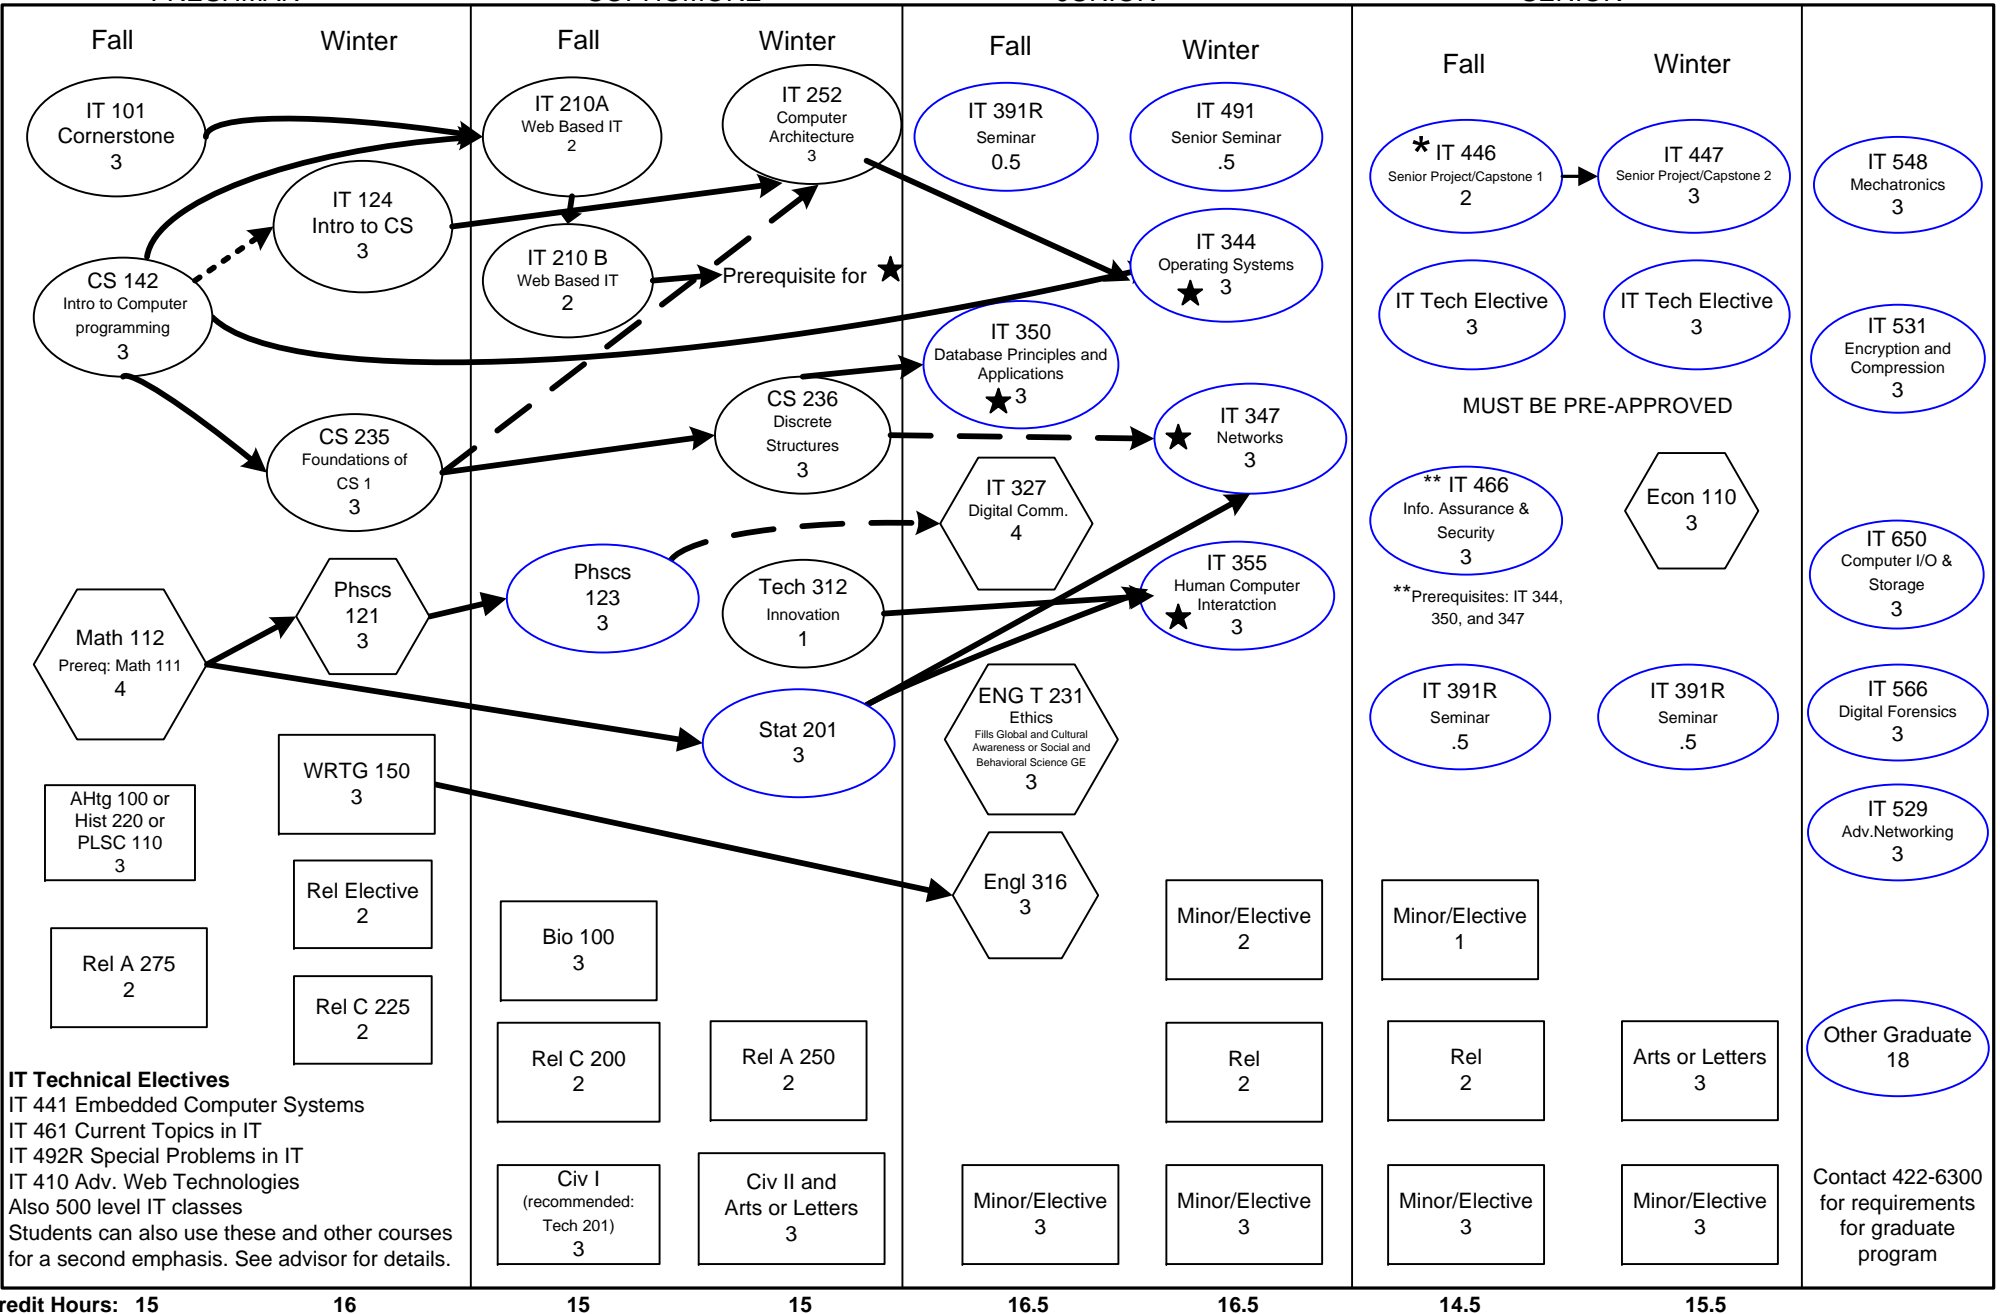 Fall
Winter
Fall
Winter
Fall
Winter
Fall
Winter
IT 101
Cornerstone
3
CS 142
Intro to Computer
programming
3
Math 112
Prereq: Math 111
4
AHtg 100 or
Hist 220 or
PLSC 110
3
Rel A 275
2
IT 124
Intro to CS
3
CS 235
Foundations of
CS 1
3
Phscs
121
3
WRTG 150
3
Rel Elective
2
Rel C 225
2
IT Technical Electives
IT 441 Embedded Computer Systems
IT 461 Current Topics in IT
IT 492R Special Problems in IT
IT 410 Adv. Web Technologies
Also 500 level IT classes
Students can also use these and other courses
for a second emphasis. See advisor for details.
IT 210A
Web Based IT
2
IT 210 B
Web Based IT
2
Phscs
123
3
Bio 100
3
Rel C 200
2
Civ I
(recommended:
Tech 201)
3
IT 252
Computer
Architecture
3
Prerequisite for ★
CS 236
Discrete
Structures
3
Tech 312
Innovation
1
Stat 201
3
Rel A 250
2
Civ II and
Arts or Letters
3
IT 391R
Seminar
0.5
IT 350
Database Principles and
Applications
★ 3
IT 327
Digital Comm.
4
ENG T 231
Ethics
Fills Global and Cultural
Awareness or Social and
Behavioral Science GE
3
Engl 316
3
Minor/Elective
3
IT 491
Senior Seminar
.5
IT 344
Operating Systems
★ 3
IT 347
★ Networks
3
IT 355
Human Computer
★ Interatction
3
Minor/Elective
2
Rel
2
Minor/Elective
3
* IT 446
Senior Project/Capstone 1
2
IT Tech Elective
3
MUST BE PRE-APPROVED
** IT 466
Info. Assurance &
Security
3
**Prerequisites: IT 344,
350, and 347
IT 391R
Seminar
.5
Minor/Elective
1
Rel
2
Minor/Elective
3
IT 447
Senior Project/Capstone 2
3
IT Tech Elective
3
Econ 110
3
IT 391R
Seminar
.5
Arts or Letters
3
Minor/Elective
3
IT 548
Mechatronics
3
IT 531
Encryption and
Compression
3
IT 650
Computer I/O &
Storage
3
IT 566
Digital Forensics
3
IT 529
Adv.Networking
3
Other Graduate
18
Contact 422-6300
for requirements
for graduate
program
redit Hours: 15 16 15 15 16.5 16.5 14.5 15.5